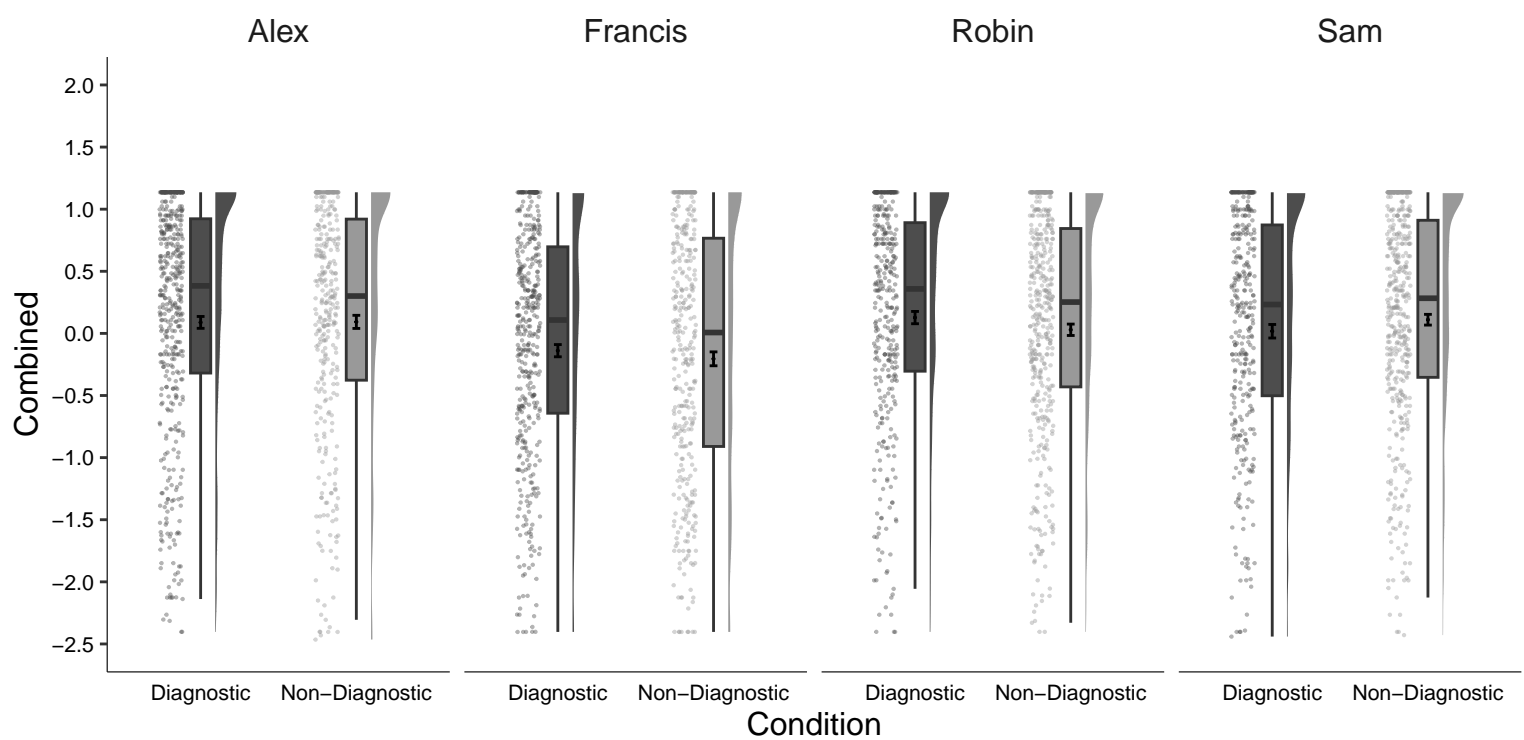 Alex Francis Robin Sam
2.0
1.5
1.0
0.5
0.0
−0.5
−1.0
−1.5
−2.0
−2.5
Combined
Diagnostic Non−Diagnostic Diagnostic Non−Diagnostic Diagnostic Non−Diagnostic Diagnostic Non−Diagnostic
Condition